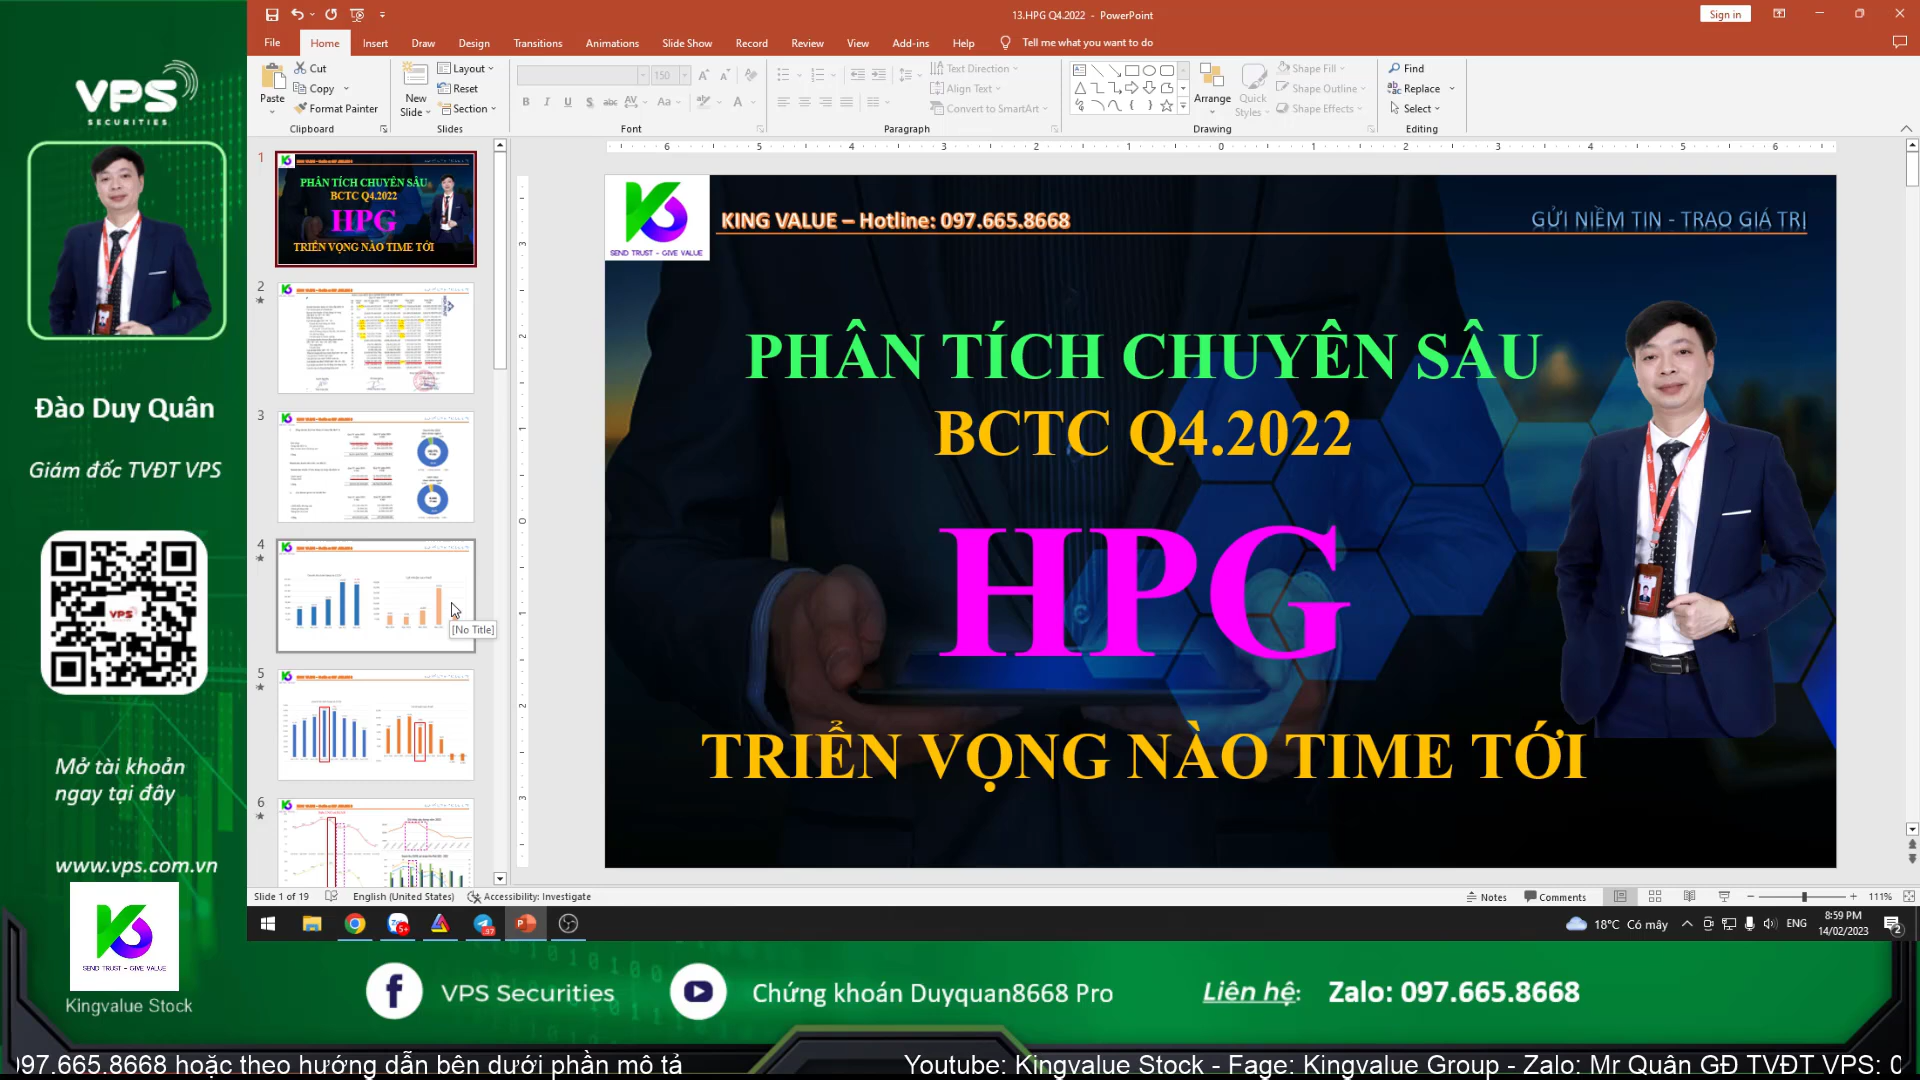 VPS
SECURITIES
Đào Duy Quân
Giám đốc TVĐT VPS
VPS
Mở tài khoản
ngay tại đây
www.vps.com.vn
SEND TRUST - GIVE VALUE
Kingvalue Stock
13.HPG Q4.2022 - PowerPoint
Sign in
File Home Insert Draw Design Transitions Animations Slide Show Record Review View Add-ins Help Tell me what you want to do
Paste
Cut
Copy
Format Painter
Clipboard
New
Slide
Layout
Reset
Section
Slides
150
Font
Text Direction
Align Text
Convert to SmartArt
Paragraph
Arrange
Quick
Styles
Shape Fill
Shape Outline
Shape Effects
Drawing
Find
Replace
Select
Editing
1
PHÂN TÍCH CHUYÊN SÂU
BCTC Q4.2022
HPG
TRIỂN VỌNG NÀO TIME TỚI
2
3
4
[No Title]
5
6
SEND TRUST - GIVE VALUE
KING VALUE – Hotline: 097.665.8668
GỬI NIỀM TIN - TRAO GIÁ TRỊ
PHÂN TÍCH CHUYÊN SÂU
BCTC Q4.2022
HPG
TRIỂN VỌNG NÀO TIME TỚI
Slide 1 of 19 English (United States) Accessibility: Investigate
Notes Comments 111%
18°C Có mây ENG
8:59 PM
14/02/2023
VPS Securities
Chứng khoán Duyquan8668 Pro
Liên hệ: Zalo: 097.665.8668
097.665.8668 hoặc theo hướng dẫn bên dưới phần mô tả
Youtube: Kingvalue Stock - Fage: Kingvalue Group - Zalo: Mr Quân GĐ TVĐT VPS: 0